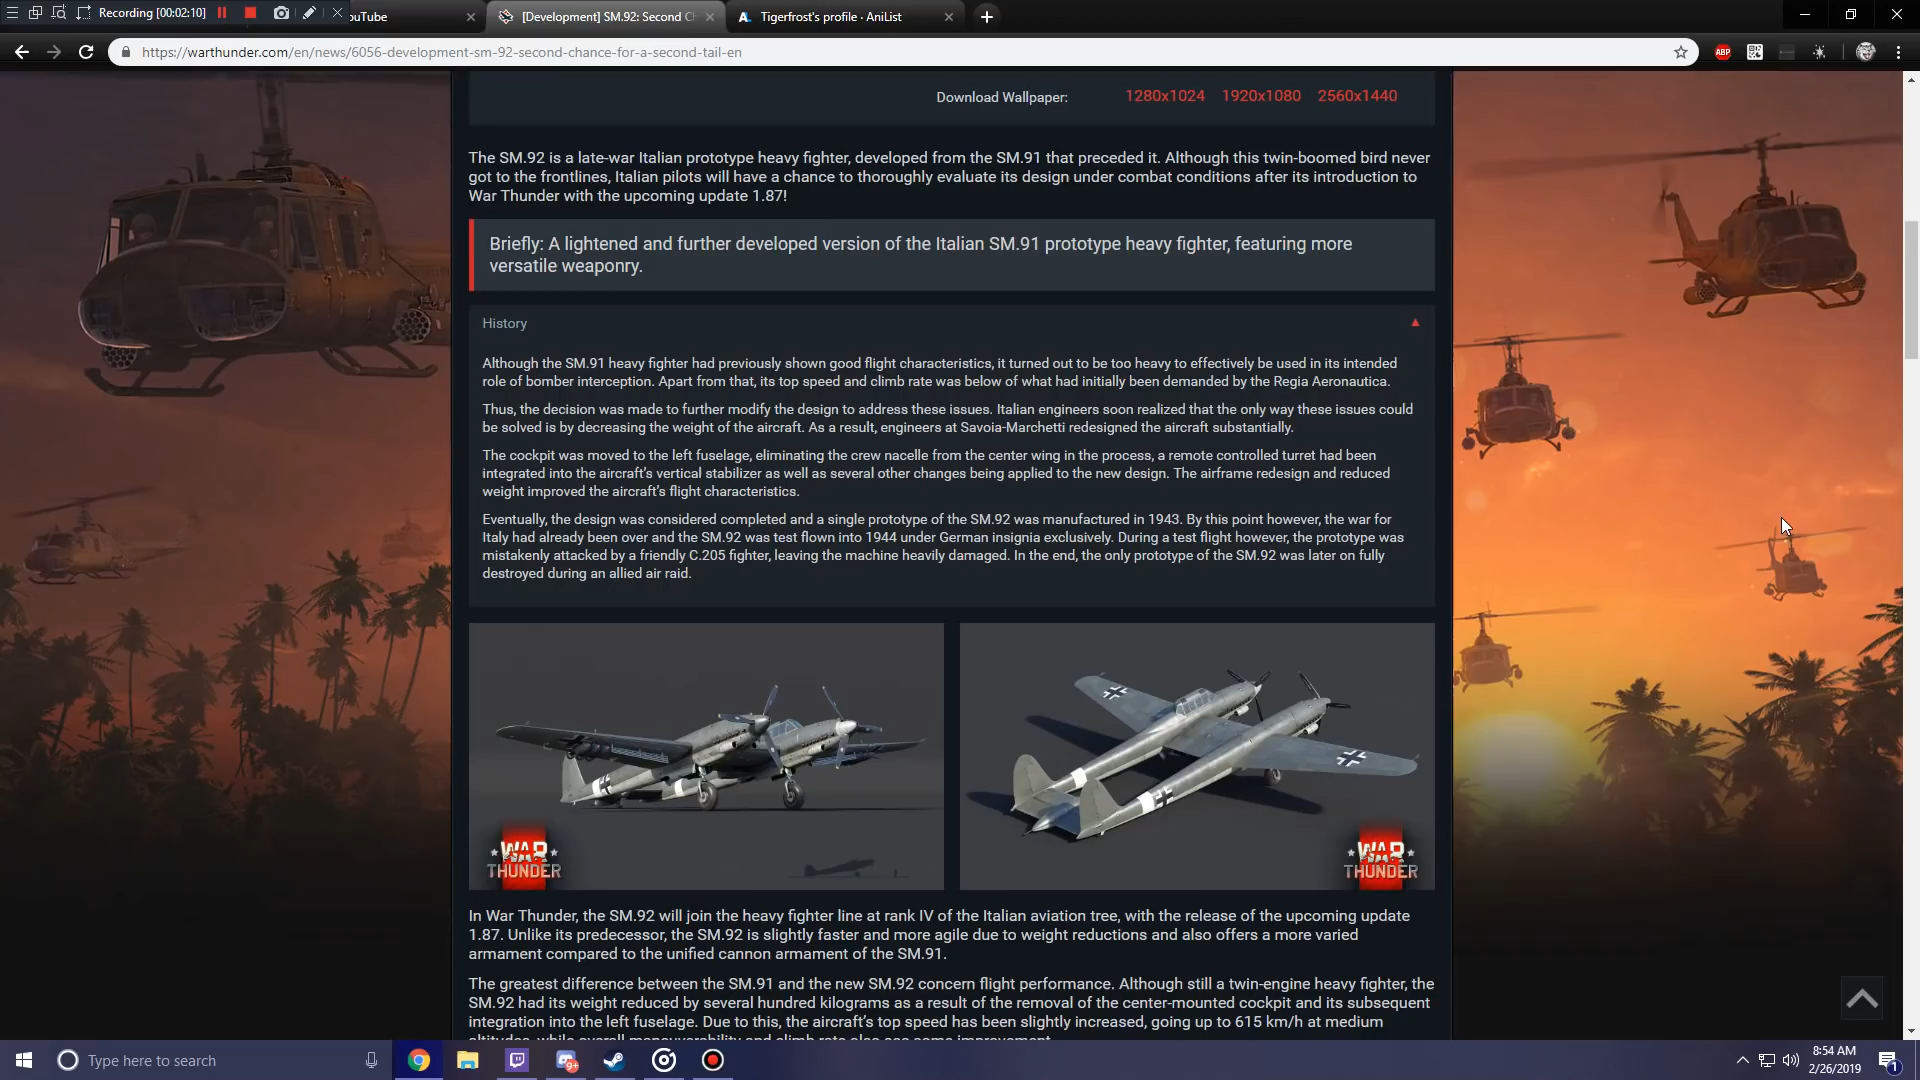 Recording [00:02:10]
ouTube
[Development] SM.92: Second C
Tigerfrost's profile · AniList
https://warthunder.com/en/news/6056-development-sm-92-second-chance-for-a-second-tail-en
ABP
Download Wallpaper: 1280x1024 1920x1080 2560x1440
The SM.92 is a late-war Italian prototype heavy fighter, developed from the SM.91 that preceded it. Although this twin-boomed bird never
got to the frontlines, Italian pilots will have a chance to thoroughly evaluate its design under combat conditions after its introduction to
War Thunder with the upcoming update 1.87!
Briefly: A lightened and further developed version of the Italian SM.91 prototype heavy fighter, featuring more
versatile weaponry.
History
Although the SM.91 heavy fighter had previously shown good flight characteristics, it turned out to be too heavy to effectively be used in its intended
role of bomber interception. Apart from that, its top speed and climb rate was below of what had initially been demanded by the Regia Aeronautica.
Thus, the decision was made to further modify the design to address these issues. Italian engineers soon realized that the only way these issues could
be solved is by decreasing the weight of the aircraft. As a result, engineers at Savoia-Marchetti redesigned the aircraft substantially.
The cockpit was moved to the left fuselage, eliminating the crew nacelle from the center wing in the process, a remote controlled turret had been
integrated into the aircraft's vertical stabilizer as well as several other changes being applied to the new design. The airframe redesign and reduced
weight improved the aircraft's flight characteristics.
Eventually, the design was considered completed and a single prototype of the SM.92 was manufactured in 1943. By this point however, the war for
Italy had already been over and the SM.92 was test flown into 1944 under German insignia exclusively. During a test flight however, the prototype was
mistakenly attacked by a friendly C.205 fighter, leaving the machine heavily damaged. In the end, the only prototype of the SM.92 was later on fully
destroyed during an allied air raid.
WAR
THUNDER
WAR
THUNDER
In War Thunder, the SM.92 will join the heavy fighter line at rank IV of the Italian aviation tree, with the release of the upcoming update
1.87. Unlike its predecessor, the SM.92 is slightly faster and more agile due to weight reductions and also offers a more varied
armament compared to the unified cannon armament of the SM.91.
The greatest difference between the SM.91 and the new SM.92 concern flight performance. Although still a twin-engine heavy fighter, the
SM.92 had its weight reduced by several hundred kilograms as a result of the removal of the center-mounted cockpit and its subsequent
integration into the left fuselage. Due to this, the aircraft's top speed has been slightly increased, going up to 615 km/h at medium
altitudes, while overall maneuverability and climb rate also see some improvement.
Type here to search
9+
8:54 AM
2/26/2019
1